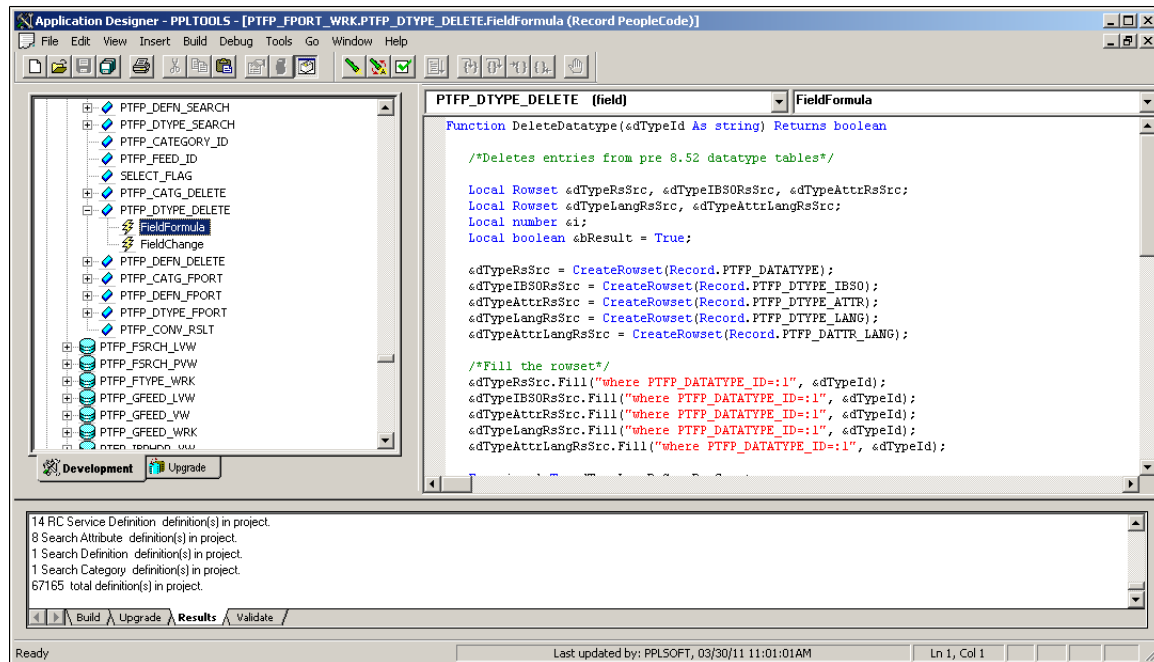 Application Designer - PPLTOOLS - [PTFP_FPORT_WRK.PTFP_DTYPE_DELETE.FieldFormula (Record PeopleCode)]
File Edit View Insert Build Debug Tools Go Window Help
PTFP_DEFN_SEARCH
PTFP_DTYPE_SEARCH
PTFP_CATEGORY_ID
PTFP_FEED_ID
SELECT_FLAG
PTFP_CATG_DELETE
PTFP_DTYPE_DELETE
FieldFormula
FieldChange
PTFP_DEFN_DELETE
PTFP_CATG_FPORT
PTFP_DEFN_FPORT
PTFP_DTYPE_FPORT
PTFP_CONV_RSLT
PTFP_FSRCH_LVW
PTFP_FSRCH_PVW
PTFP_FTYPE_WRK
PTFP_GFEED_LVW
PTFP_GFEED_VW
PTFP_GFEED_WRK
Development Upgrade
PTFP_DTYPE_DELETE (field) FieldFormula
Function DeleteDatatype(&dTypeId As string) Returns boolean
/*Deletes entries from pre 8.52 datatype tables*/
Local Rowset &dTypeRsSrc, &dTypeIBSORsSrc, &dTypeAttrRsSrc;
Local Rowset &dTypeLangRsSrc, &dTypeAttrLangRsSrc;
Local number &i;
Local boolean &bResult = True;
&dTypeRsSrc = CreateRowset(Record.PTFP_DATATYPE);
&dTypeIBSORsSrc = CreateRowset(Record.PTFP_DTYPE_IBSO);
&dTypeAttrRsSrc = CreateRowset(Record.PTFP_DTYPE_ATTR);
&dTypeLangRsSrc = CreateRowset(Record.PTFP_DTYPE_LANG);
&dTypeAttrLangRsSrc = CreateRowset(Record.PTFP_DATTR_LANG);
/*Fill the rowset*/
&dTypeRsSrc.Fill("where PTFP_DATATYPE_ID=:1", &dTypeId);
&dTypeIBSORsSrc.Fill("where PTFP_DATATYPE_ID=:1", &dTypeId);
&dTypeAttrRsSrc.Fill("where PTFP_DATATYPE_ID=:1", &dTypeId);
&dTypeLangRsSrc.Fill("where PTFP_DATATYPE_ID=:1", &dTypeId);
&dTypeAttrLangRsSrc.Fill("where PTFP_DATATYPE_ID=:1", &dTypeId);
14 RC Service Definition definition(s) in project.
8 Search Attribute definition(s) in project.
1 Search Definition definition(s) in project.
1 Search Category definition(s) in project.
67165 total definition(s) in project.
Build Upgrade Results Validate
Ready Last updated by: PPLSOFT, 03/30/11 11:01:01AM Ln 1, Col 1